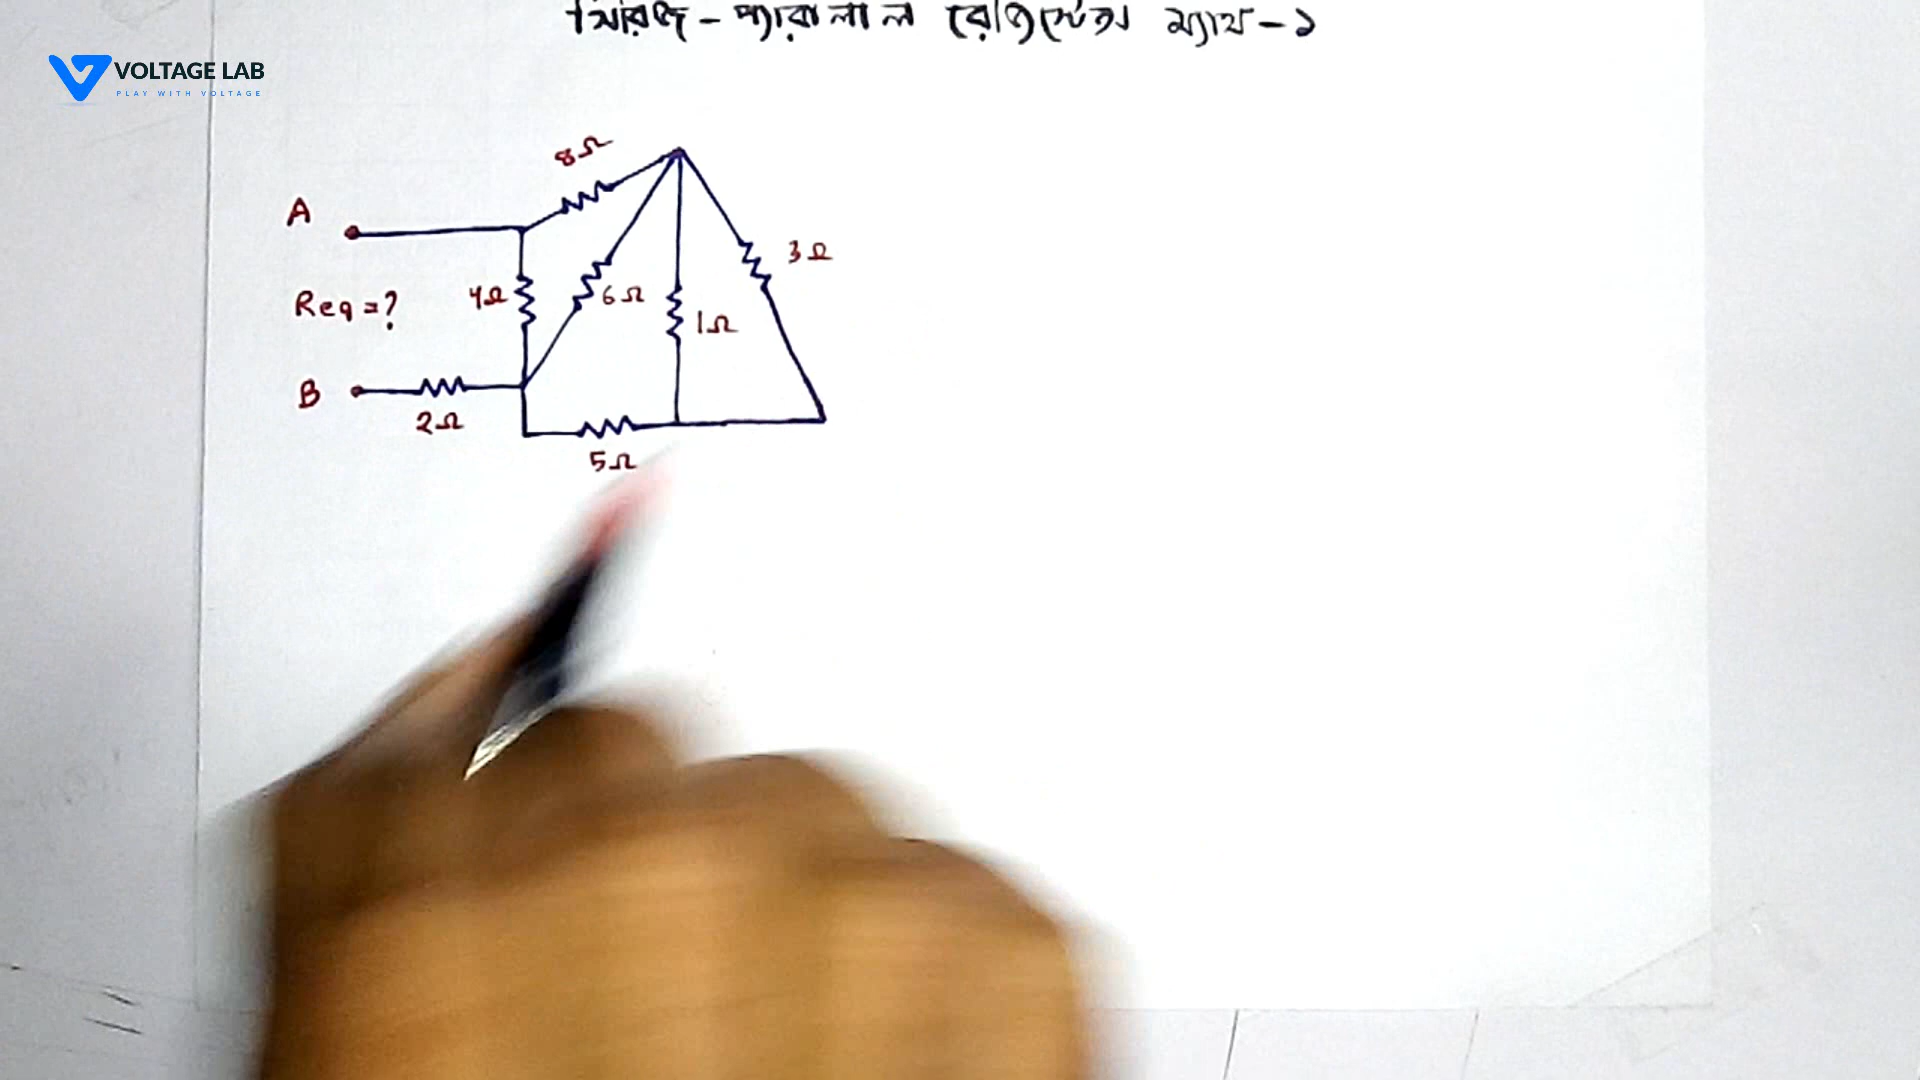 সিরিজ - প্যারালাল রেজিস্টেন্স ম্যাথ - ১
VOLTAGE LAB
PLAY WITH VOLTAGE
8Ω
A
3Ω
4Ω
6Ω
Req = ?
1Ω
B
2Ω
5Ω